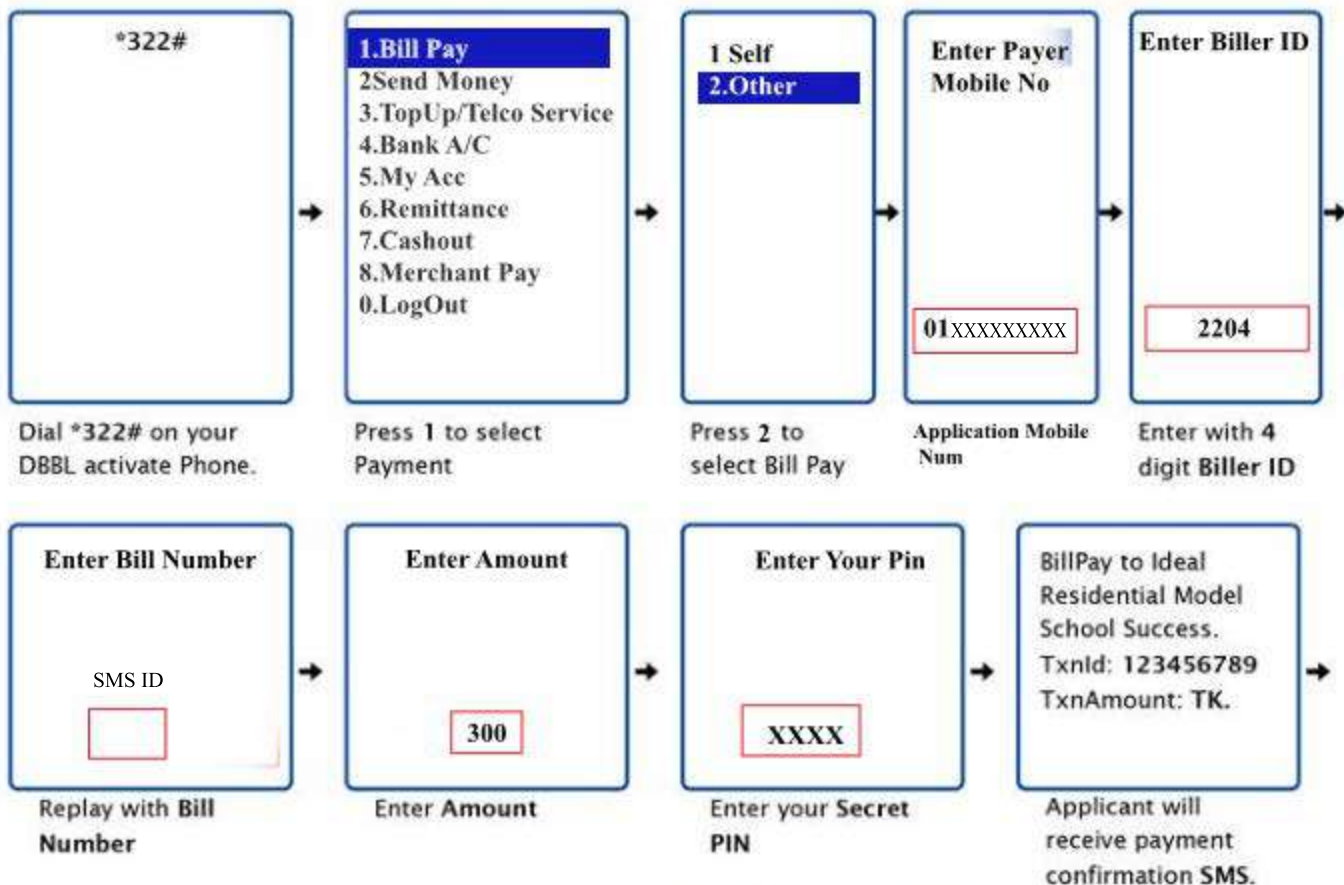 *322#
1.Bill Pay
2Send Money
3.TopUp/Telco Service
4.Bank A/C
5.My Acc
6.Remittance
7.Cashout
8.Merchant Pay
0.LogOut
1 Self
2.Other
Enter Payer
Mobile No
01XXXXXXXXX
Enter Biller ID
2204
Dial *322# on your
DBBL activate Phone.
Press 1 to select
Payment
Press 2 to
select Bill Pay
Application Mobile
Num
Enter with 4
digit Biller ID
Enter Bill Number
SMS ID
Enter Amount
300
Enter Your Pin
XXXX
BillPay to Ideal
Residential Model
School Success.
TxnId: 123456789
TxnAmount: TK.
Replay with Bill
Number
Enter Amount
Enter your Secret
PIN
Applicant will
receive payment
confirmation SMS.